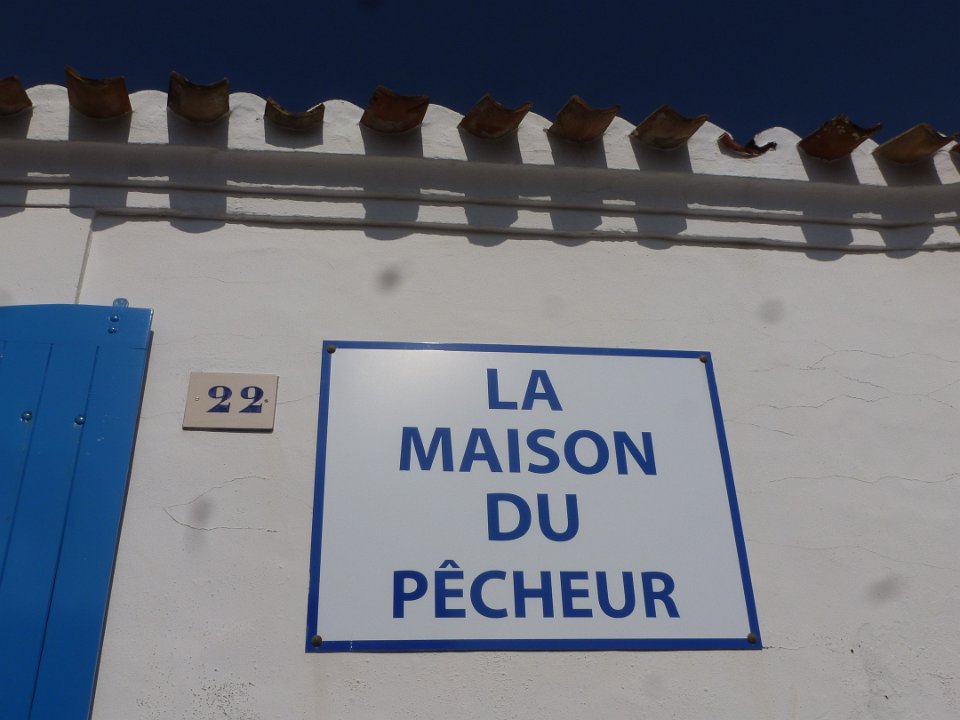 22
LA
MAISON
DU
PÊCHEUR